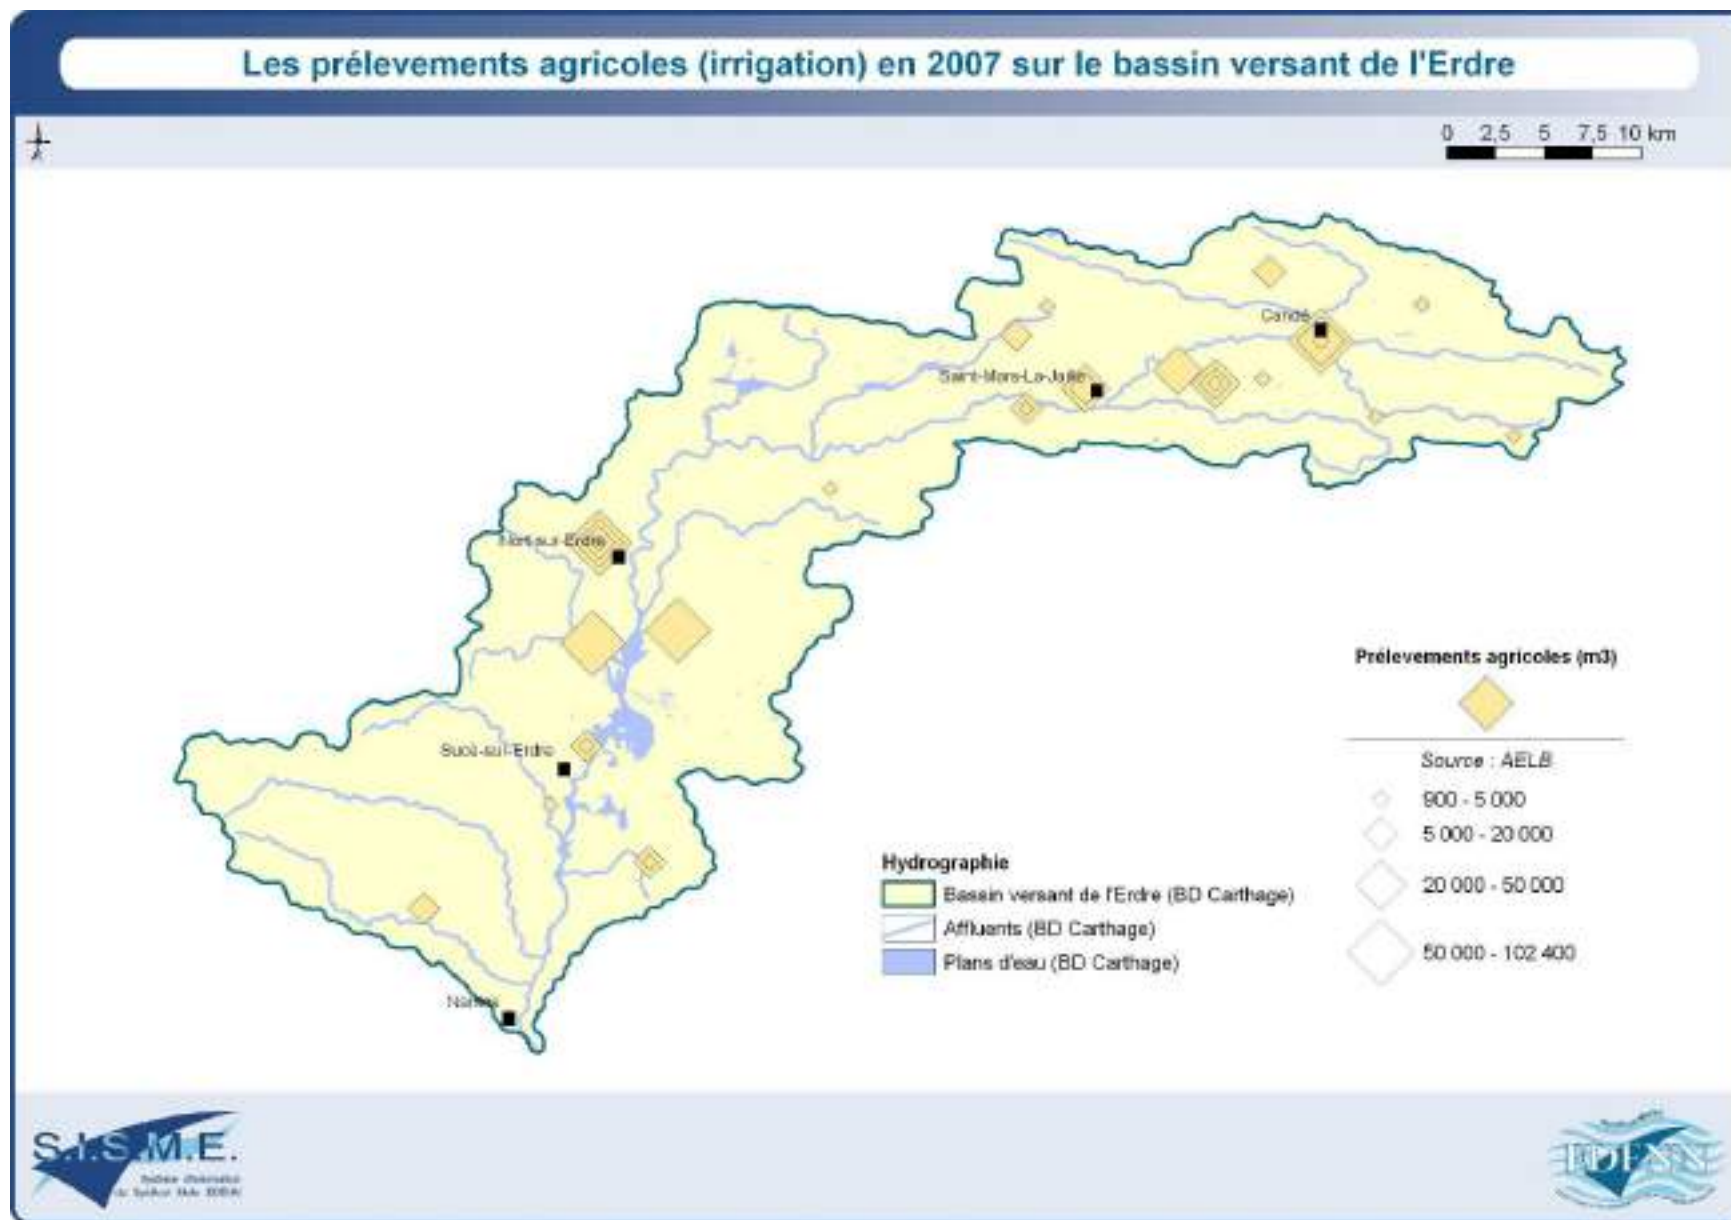 Les prélevements agricoles (irrigation) en 2007 sur le bassin versant de l'Erdre
0 2,5 5 7,5 10 km
Candé
Saint-Mars-La-Jaille
Nort-sur-Erdre
Sucé-sur-Erdre
Nantes
Prélevements agricoles (m3)
Source : AELB
900 - 5 000
5 000 - 20 000
20 000 - 50 000
50 000 - 102 400
Hydrographie
Bassin versant de l'Erdre (BD Carthage)
Affluents (BD Carthage)
Plans d'eau (BD Carthage)
S.I.S.M.E.
EDENN